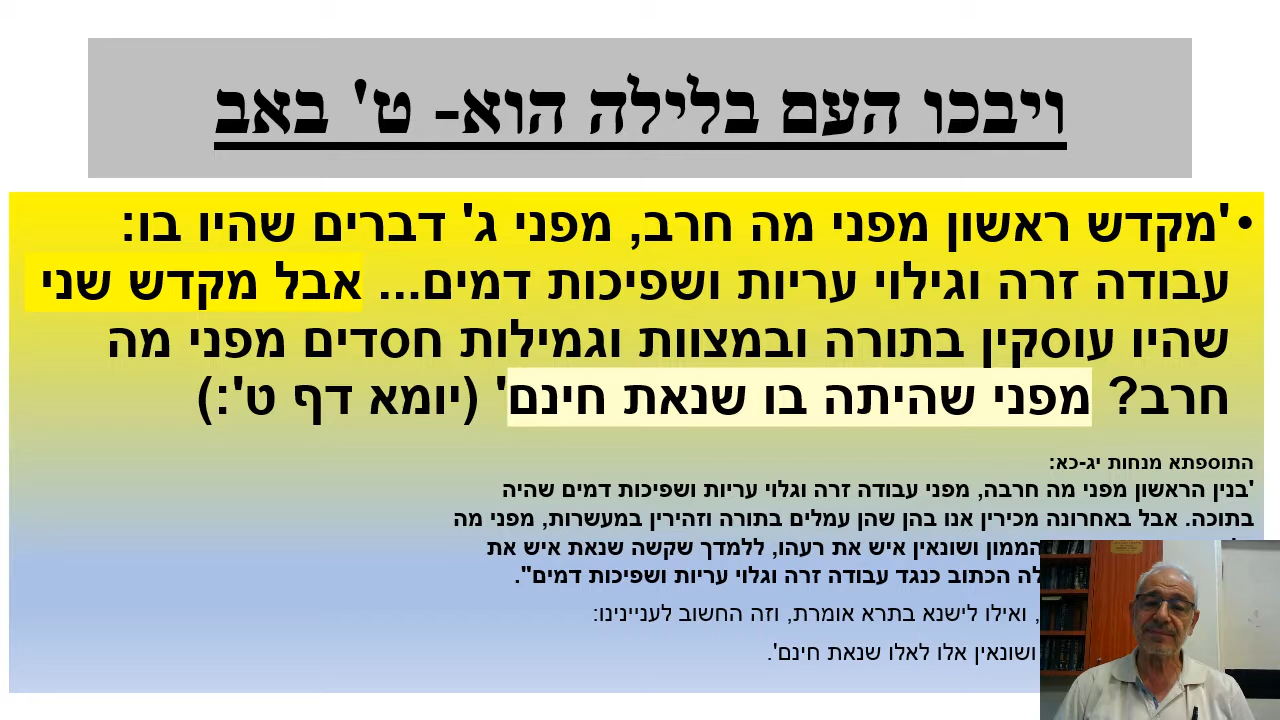 ויבכו העם בלילה הוא- ט' באב
•'מקדש ראשון מפני מה חרב, מפני ג' דברים שהיו בו:
עבודה זרה וגילוי עריות ושפיכות דמים... אבל מקדש שני
שהיו עוסקין בתורה ובמצוות וגמילות חסדים מפני מה
חרב? מפני שהיתה בו שנאת חינם' (יומא דף ט':)
התוספתא מנחות יג-כא:
'בנין הראשון מפני מה חרבה, מפני עבודה זרה וגלוי עריות ושפיכות דמים שהיה
בתוכה. אבל באחרונה מכירין אנו בהן שהן עמלים בתורה וזהירין במעשרות, מפני מה
הממון ושונאין איש את רעהו, ללמדך שקשה שנאת איש את
הכתוב כנגד עבודה זרה וגלוי עריות ושפיכות דמים".
, ואילו לישנא בתרא אומרת, וזה החשוב לעניינינו:
ושונאין אלו לאלו שנאת חינם'.